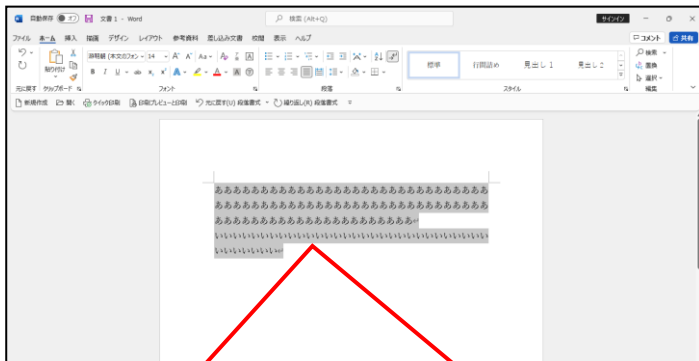 自動保存 オフ 文書 1 - Word 検索 (Alt+Q) サインイン
ファイル ホーム 挿入 描画 デザイン レイアウト 参考資料 差し込み文書 校閲 表示 ヘルプ コメント 共有
貼り付け 游明朝 (本文のフォン 14 標準 行間詰め 見出し 1 見出し 2 検索 置換 選択
元に戻す クリップボード フォント 段落 スタイル 編集
新規作成 開く クイック印刷 印刷プレビューと印刷 元に戻す(U) 段落書式 繰り返し(R) 段落書式
ああああああああああああああああああああああああああああああ
ああああああああああああああああああああああああああああああ
ああああああああああああああああああああああ
いいいいいいいいいいいいいいいいいいいいいいいいいいいいいい
いいいいいいい